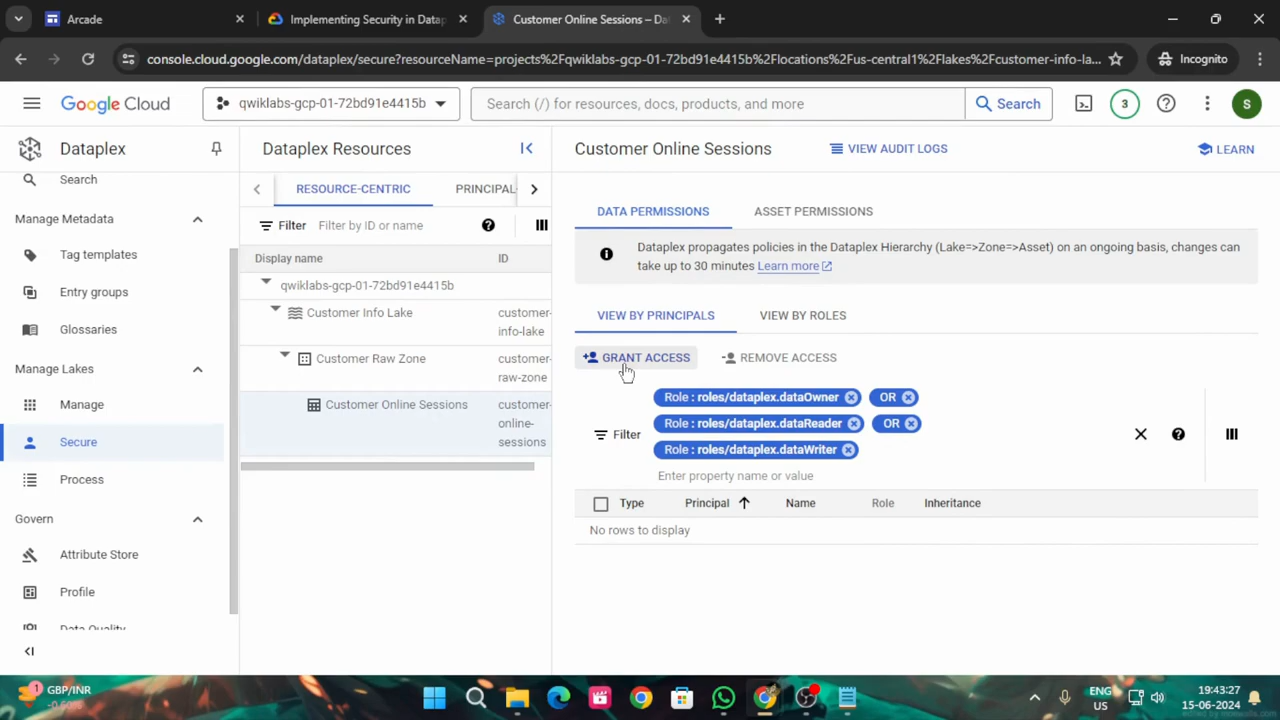 Arcade
Implementing Security in Datap
Customer Online Sessions – Da
console.cloud.google.com/dataplex/secure?resourceName=projects%2Fqwiklabs-gcp-01-72bd91e4415b%2Flocations%2Fus-central1%2Flakes%2Fcustomer-info-la...
Incognito
Google Cloud
qwiklabs-gcp-01-72bd91e4415b
Search (/) for resources, docs, products, and more
Search
3
S
Dataplex
Search
Manage Metadata
Tag templates
Entry groups
Glossaries
Manage Lakes
Manage
Secure
Process
Govern
Attribute Store
Profile
Data Quality
Dataplex Resources
RESOURCE-CENTRIC
PRINCIPAL-
Filter
Filter by ID or name
Display name
ID
qwiklabs-gcp-01-72bd91e4415b
Customer Info Lake
customer-
info-lake
Customer Raw Zone
customer-
raw-zone
Customer Online Sessions
customer-
online-
sessions
Customer Online Sessions
VIEW AUDIT LOGS
LEARN
DATA PERMISSIONS
ASSET PERMISSIONS
Dataplex propagates policies in the Dataplex Hierarchy (Lake=>Zone=>Asset) on an ongoing basis, changes can
take up to 30 minutes Learn more
VIEW BY PRINCIPALS
VIEW BY ROLES
GRANT ACCESS
REMOVE ACCESS
Filter
Role : roles/dataplex.dataOwner
OR
Role : roles/dataplex.dataReader
OR
Role : roles/dataplex.dataWriter
Enter property name or value
Type
Principal
Name
Role
Inheritance
No rows to display
1
GBP/INR
ENG
US
19:43:27
15-06-2024